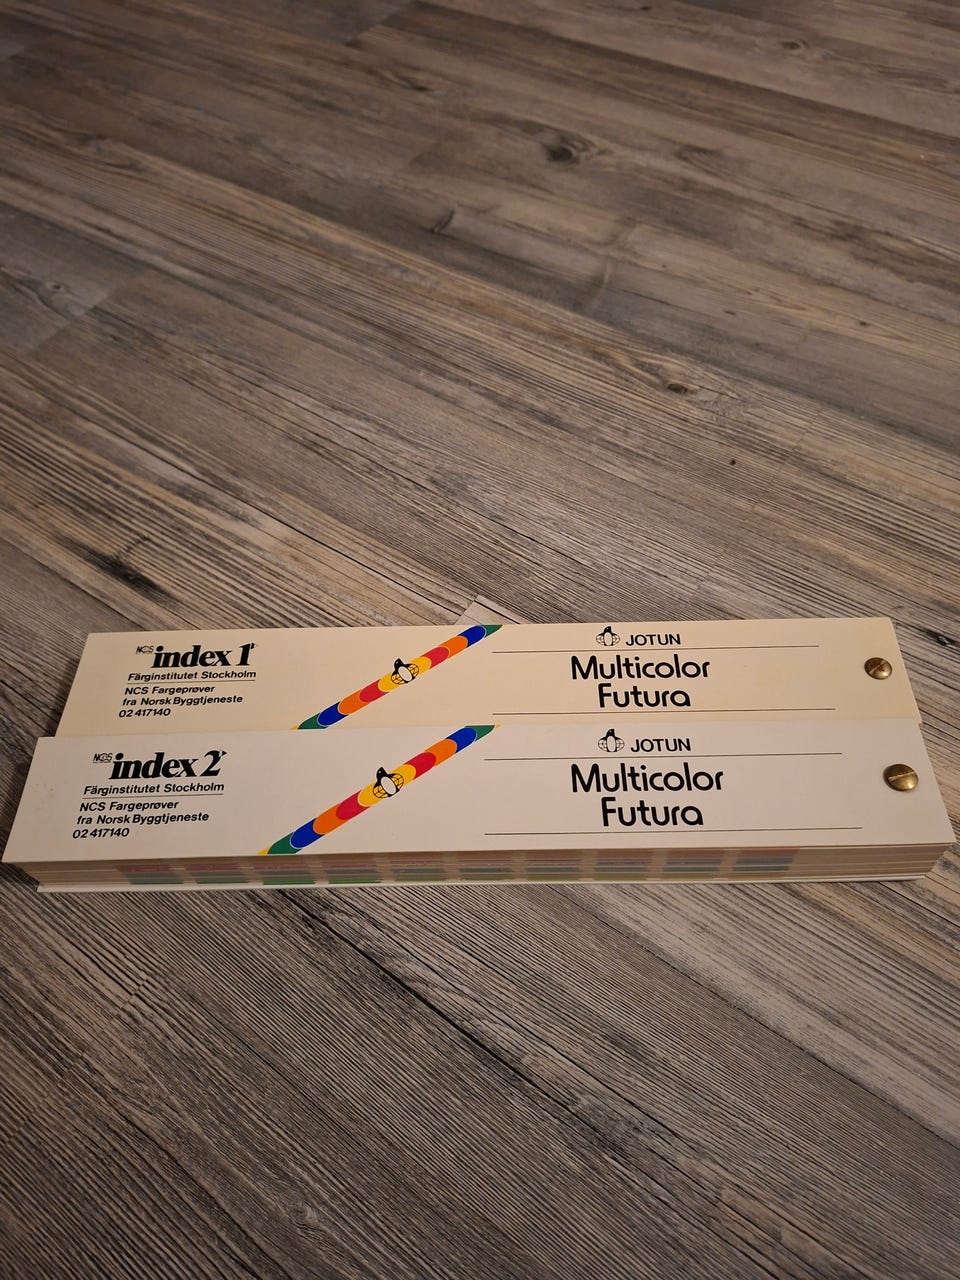 NCS index 1
Färginstitutet Stockholm
NCS Fargeprøver
fra Norsk Byggtjeneste
02 417140
JOTUN
Multicolor
Futura
NCS index 2
Färginstitutet Stockholm
NCS Fargeprøver
fra Norsk Byggtjeneste
02 417140
JOTUN
Multicolor
Futura